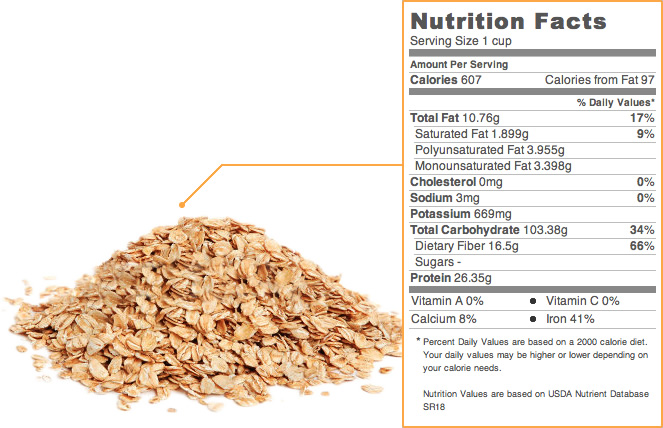 Nutrition Facts
Serving Size 1 cup
Amount Per Serving
Calories 607 Calories from Fat 97
% Daily Values*
Total Fat 10.76g 17%
Saturated Fat 1.899g 9%
Polyunsaturated Fat 3.955g
Monounsaturated Fat 3.398g
Cholesterol 0mg 0%
Sodium 3mg 0%
Potassium 669mg
Total Carbohydrate 103.38g 34%
Dietary Fiber 16.5g 66%
Sugars -
Protein 26.35g
Vitamin A 0% • Vitamin C 0%
Calcium 8% • Iron 41%
* Percent Daily Values are based on a 2000 calorie diet.
Your daily values may be higher or lower depending on
your calorie needs.
Nutrition Values are based on USDA Nutrient Database
SR18